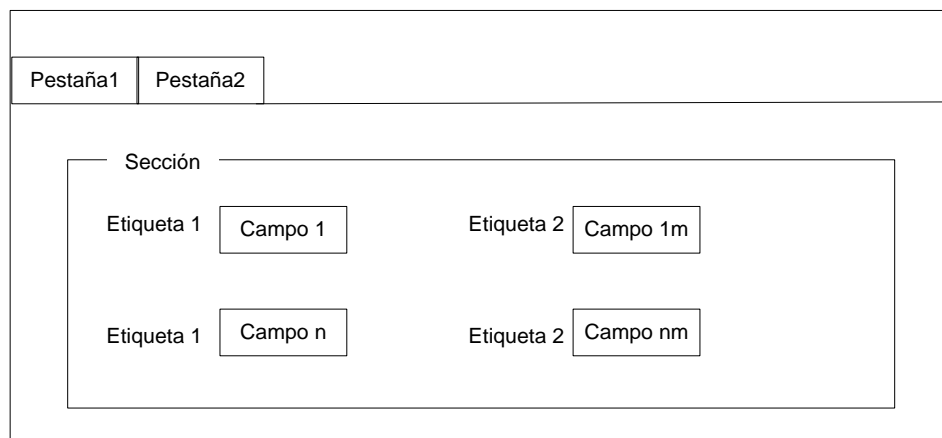 Pestaña1 Pestaña2
Sección
Etiqueta 1 Campo 1 Etiqueta 2 Campo 1m
Etiqueta 1 Campo n Etiqueta 2 Campo nm